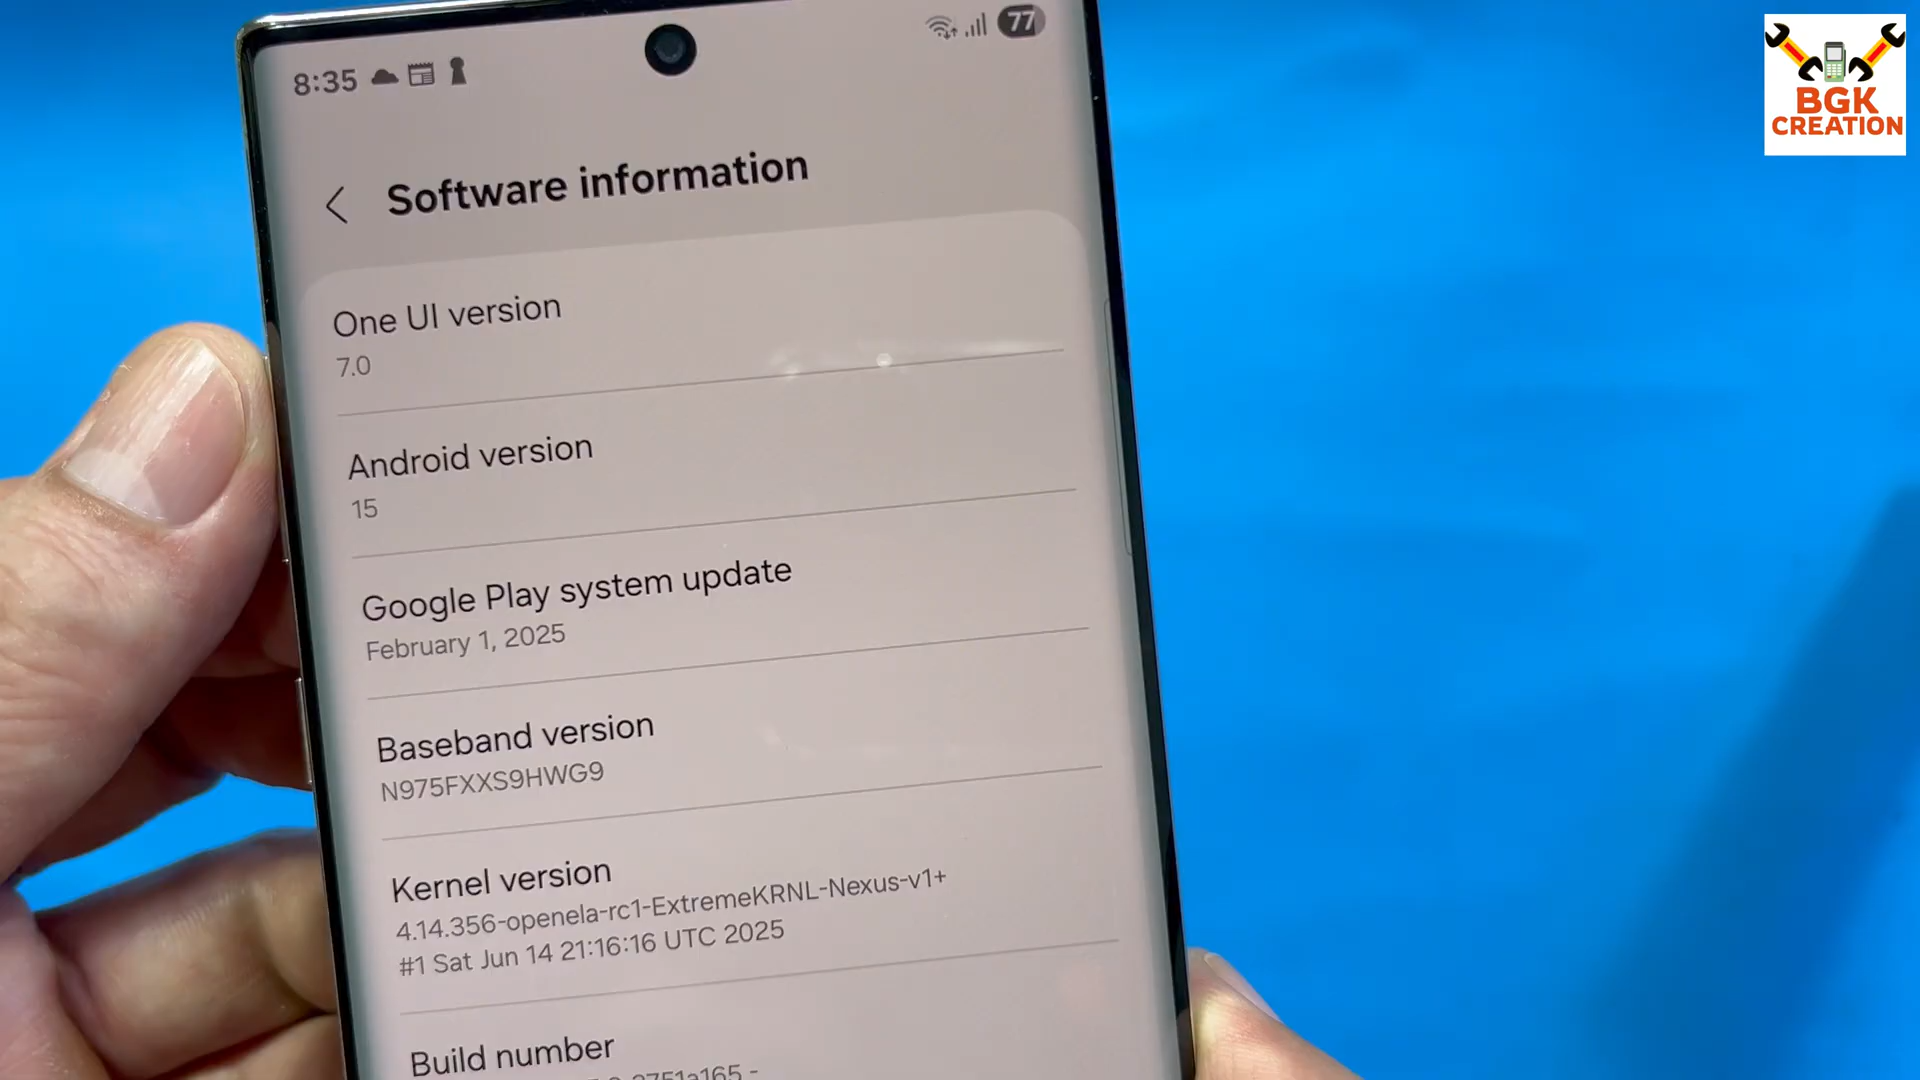 8:35
77
BGK
CREATION
Software information
One UI version
7.0
Android version
15
Google Play system update
February 1, 2025
Baseband version
N975FXXS9HWG9
Kernel version
4.14.356-openela-rc1-ExtremeKRNL-Nexus-v1+
#1 Sat Jun 14 21:16:16 UTC 2025
Build number